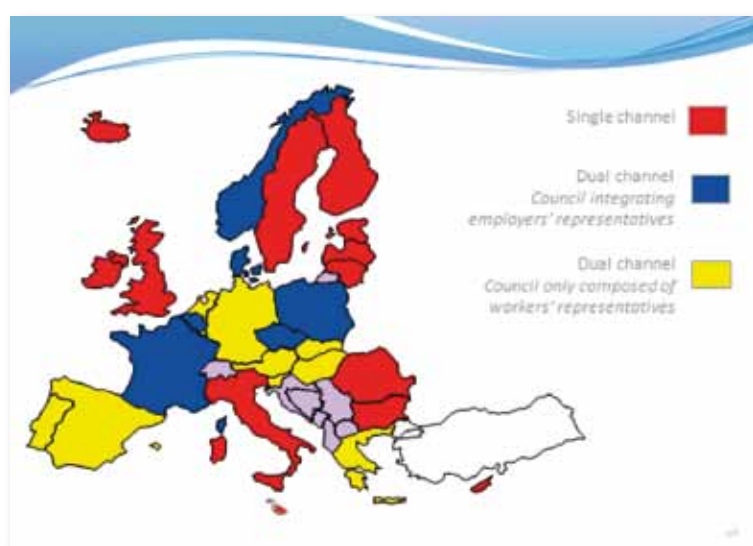 Single channel
Dual channel
Council integrating
employers' representatives
Dual channel
Council only composed of
workers' representatives